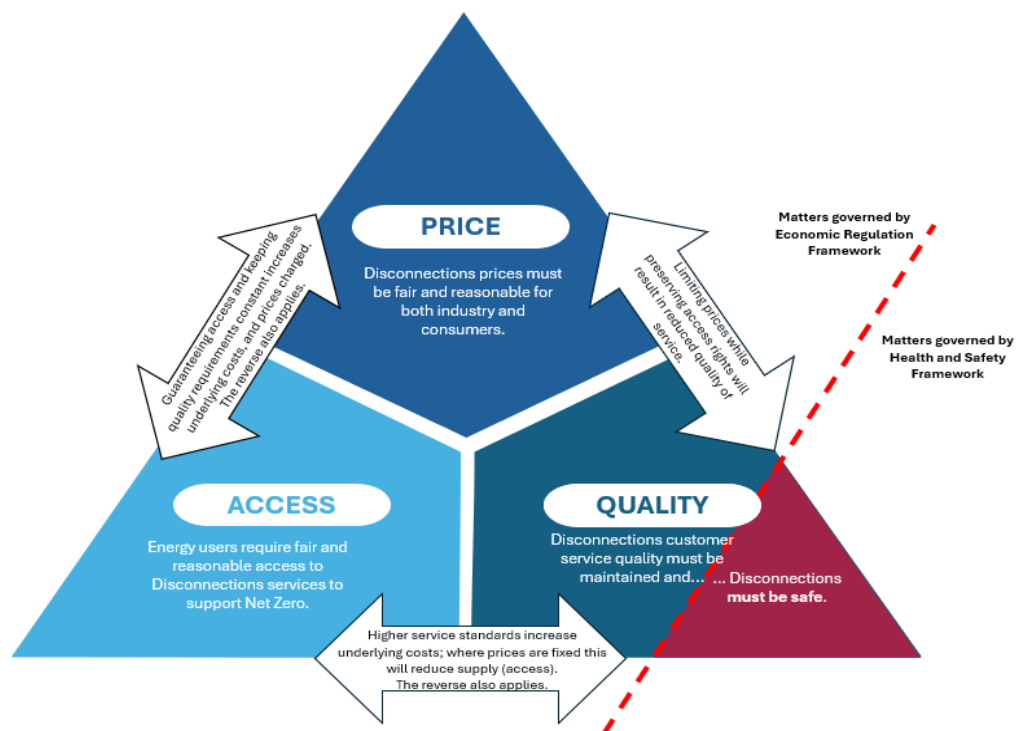 PRICE
Disconnections prices must
be fair and reasonable for
both industry and
consumers.
Guaranteeing access and keeping
quality requirements constant increases
underlying costs, and prices charged.
The reverse also applies.
Limiting prices while
preserving access rights will
result in reduced quality of
service.
Matters governed by
Economic Regulation
Framework
Matters governed by
Health and Safety
Framework
ACCESS
Energy users require fair and
reasonable access to
Disconnections services to
support Net Zero.
QUALITY
Disconnections customer
service quality must be
maintained and...
... Disconnections
must be safe.
Higher service standards increase
underlying costs; where prices are fixed this
will reduce supply (access).
The reverse also applies.